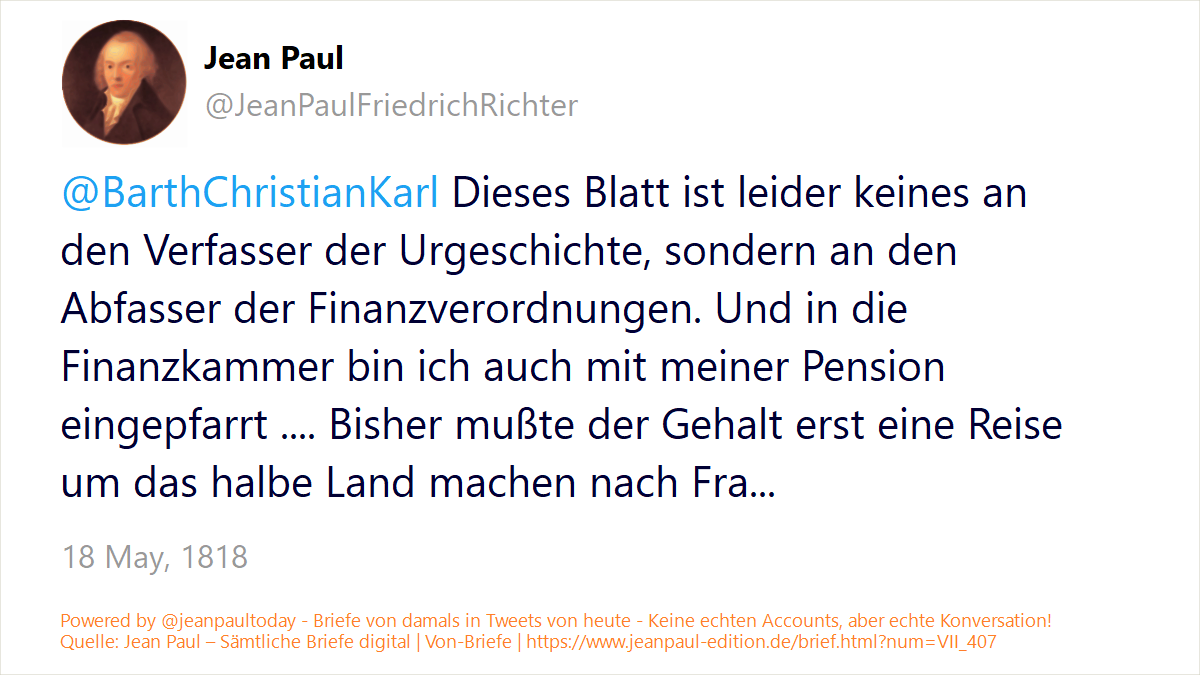 Jean Paul
@JeanPaulFriedrichRichter
@BarthChristianKarl Dieses Blatt ist leider keines an
den Verfasser der Urgeschichte, sondern an den
Abfasser der Finanzverordnungen. Und in die
Finanzkammer bin ich auch mit meiner Pension
eingepfarrt .... Bisher mußte der Gehalt erst eine Reise
um das halbe Land machen nach Fra...
18 May, 1818
Powered by @jeanpaultoday - Briefe von damals in Tweets von heute - Keine echten Accounts, aber echte Konversation!
Quelle: Jean Paul – Sämtliche Briefe digital | Von-Briefe | https://www.jeanpaul-edition.de/brief.html?num=VII_407